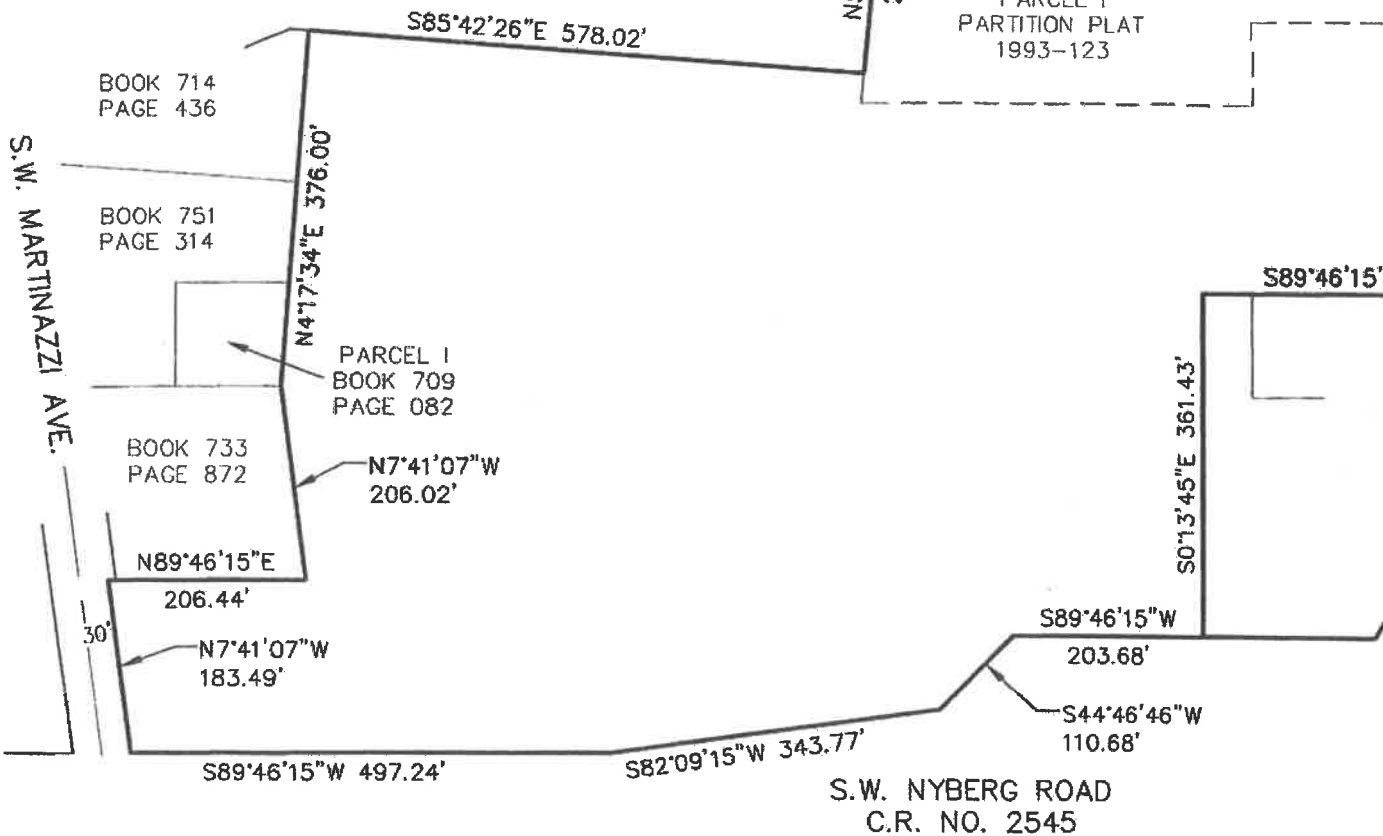 S85°42'26"E 578.02'
PARTITION PLAT
1993-123
BOOK 714
PAGE 436
S.W. MARTINAZZI AVE.
N4°17'34"E 376.00'
BOOK 751
PAGE 314
S89°46'15"
PARCEL I
BOOK 709
PAGE 082
S0°13'45"E 361.43'
BOOK 733
PAGE 872
N7°41'07"W
206.02'
N89°46'15"E
206.44'
30'
N7°41'07"W
183.49'
S89°46'15"W
203.68'
S44°46'46"W
110.68'
S89°46'15"W 497.24'
S82°09'15"W 343.77'
S.W. NYBERG ROAD
C.R. NO. 2545